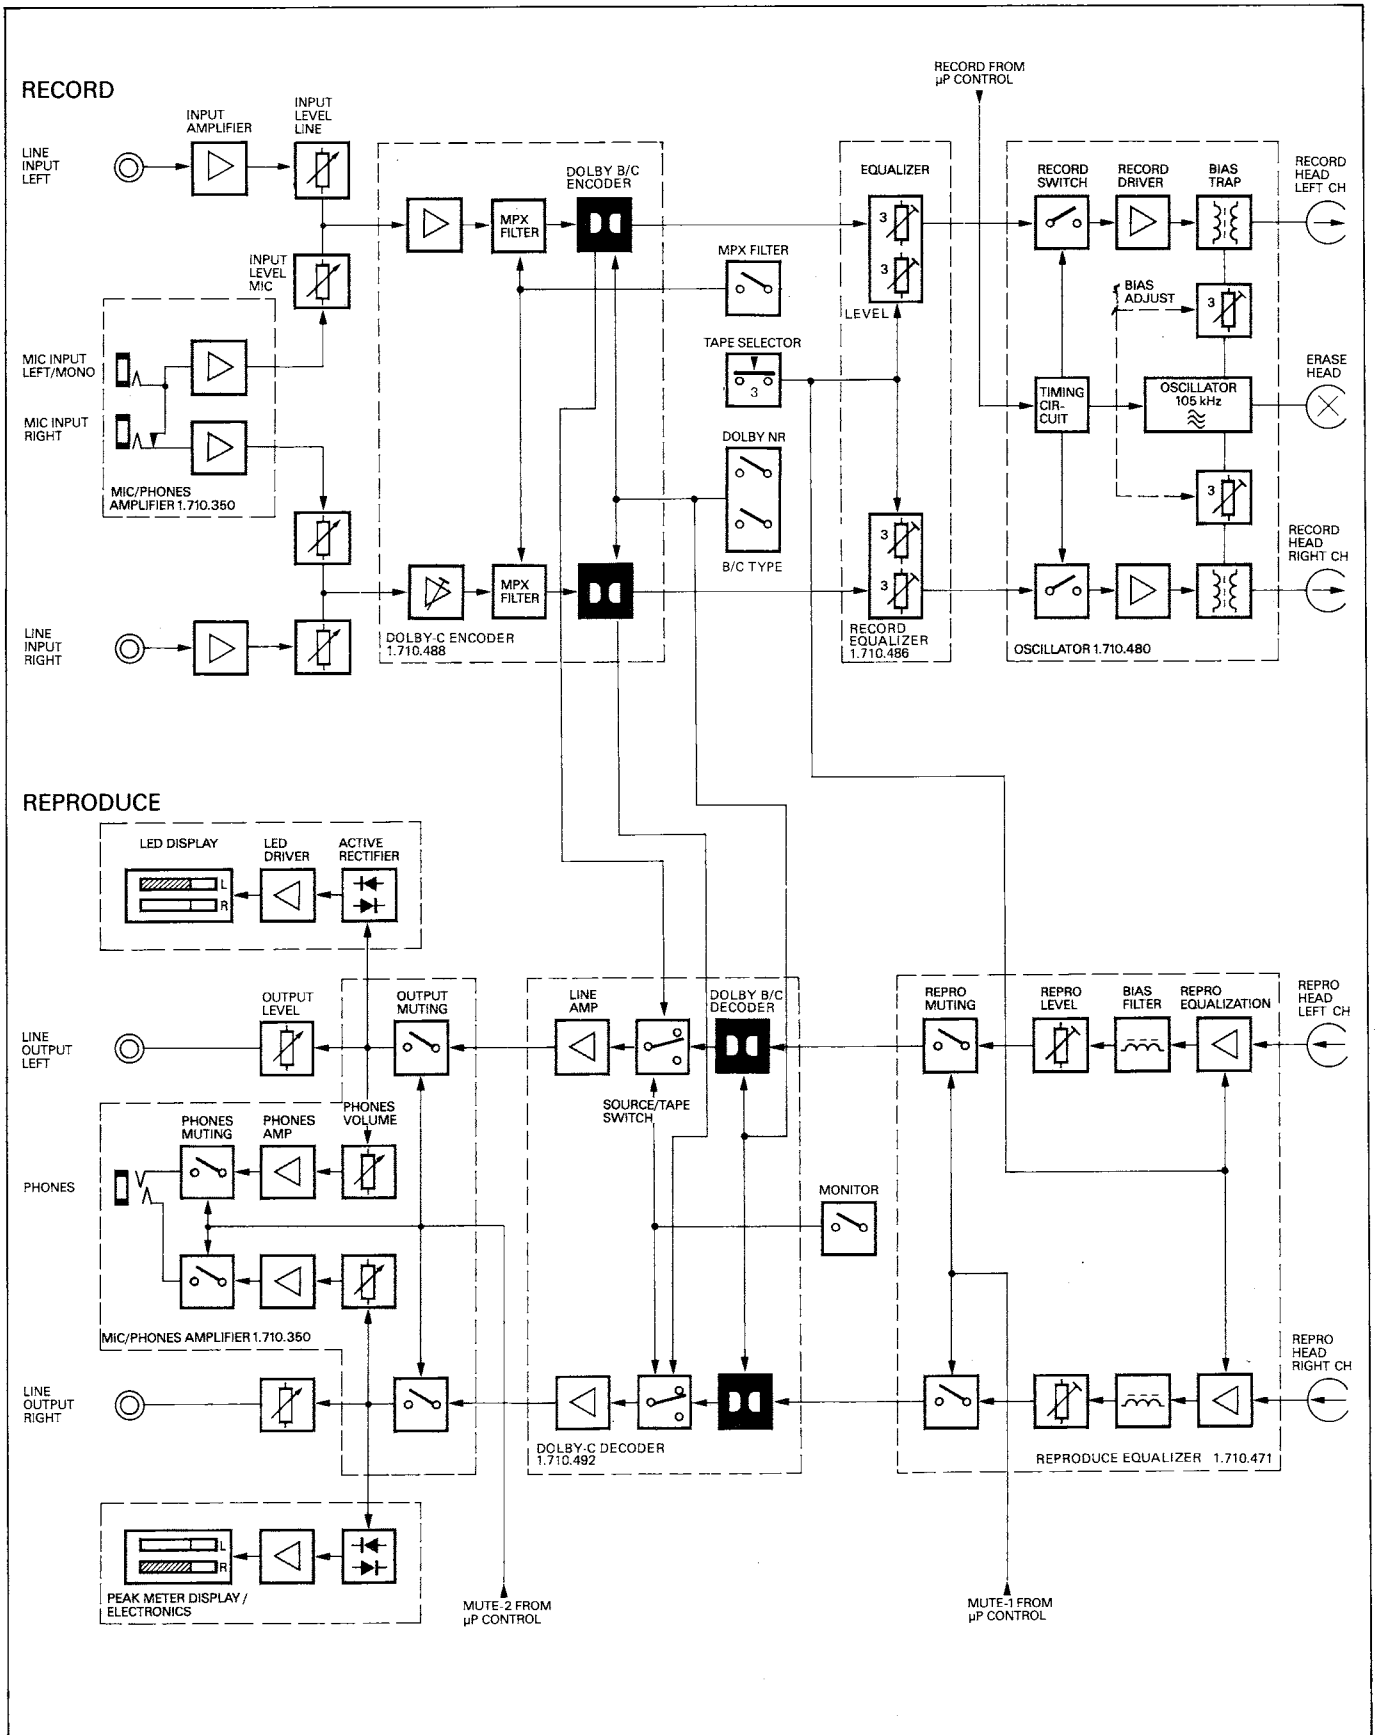 RECORD
RECORD FROM
µP CONTROL
INPUT
AMPLIFIER
INPUT
LEVEL
LINE
LINE
INPUT
LEFT
DOLBY B/C
ENCODER
MPX
FILTER
EQUALIZER
3
3
LEVEL
RECORD
SWITCH
RECORD
DRIVER
BIAS
TRAP
RECORD
HEAD
LEFT CH
INPUT
LEVEL
MIC
MPX FILTER
BIAS
ADJUST
3
MIC INPUT
LEFT/MONO
MIC INPUT
RIGHT
MIC/PHONES
AMPLIFIER 1.710.350
TAPE SELECTOR
3
DOLBY NR
B/C TYPE
TIMING
CIR-
CUIT
OSCILLATOR
105 kHz
ERASE
HEAD
3
3
3
RECORD
HEAD
RIGHT CH
MPX
FILTER
LINE
INPUT
RIGHT
DOLBY-C ENCODER
1.710.488
RECORD
EQUALIZER
1.710.486
OSCILLATOR 1.710.480
REPRODUCE
LED DISPLAY
LED
DRIVER
ACTIVE
RECTIFIER
L
R
OUTPUT
LEVEL
OUTPUT
MUTING
LINE
AMP
DOLBY B/C
DECODER
REPRO
MUTING
REPRO
LEVEL
BIAS
FILTER
REPRO
EQUALIZATION
REPRO
HEAD
LEFT CH
LINE
OUTPUT
LEFT
SOURCE/TAPE
SWITCH
PHONES
MUTING
PHONES
AMP
PHONES
VOLUME
PHONES
MONITOR
MIC/PHONES AMPLIFIER 1.710.350
REPRO
HEAD
RIGHT CH
LINE
OUTPUT
RIGHT
DOLBY-C DECODER
1.710.492
REPRODUCE EQUALIZER 1.710.471
L
R
PEAK METER DISPLAY /
ELECTRONICS
MUTE-2 FROM
µP CONTROL
MUTE-1 FROM
µP CONTROL